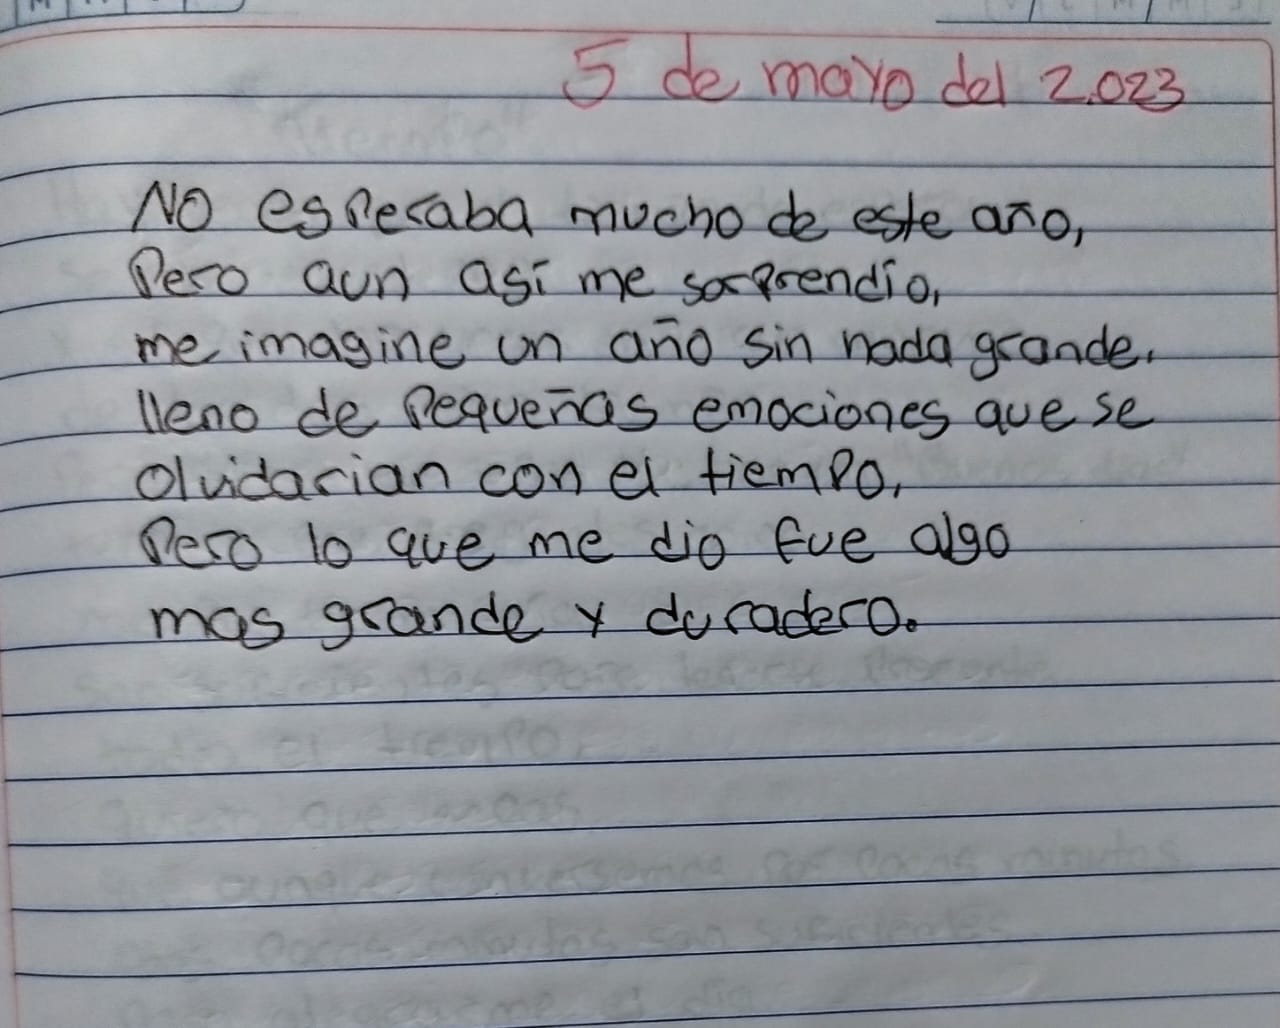 5 de mayo del 2.023
No esperaba mucho de este año,
Pero aun así me sorprendio,
me imagine un año sin nada grande.
lleno de pequeñas emociones que se
olvidarian con el tiempo,
Pero lo que me dio fue algo
mas grande y duradero.